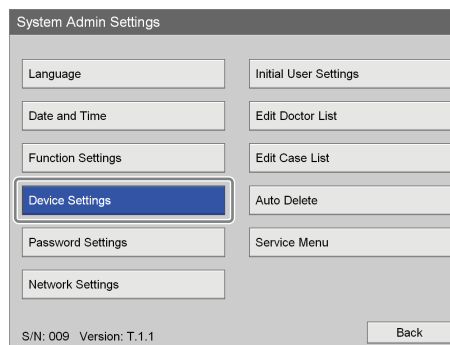 System Admin Settings
Language
Initial User Settings
Date and Time
Edit Doctor List
Function Settings
Edit Case List
Device Settings
Auto Delete
Password Settings
Service Menu
Network Settings
S/N: 009 Version: T.1.1
Back